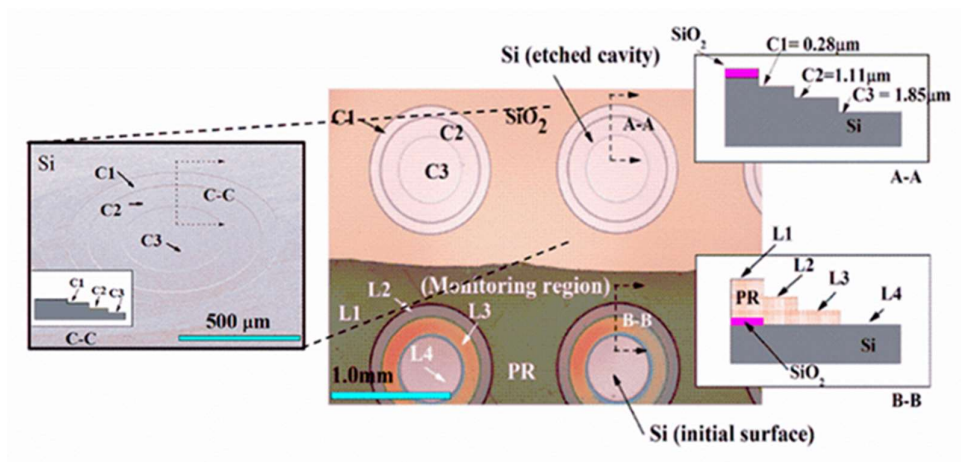 Si
C1
C2
C3
C-C
C1
C2
C3
C-C
500 µm
Si (etched cavity)
C1
SiO2
C2
C3
A-A
(Monitoring region)
L2
L1
L3
B-B
L4
PR
1.0mm
Si (initial surface)
SiO2
C1= 0.28µm
C2=1.11µm
C3 = 1.85µm
Si
A-A
L1
L2
L3
L4
PR
Si
SiO2
B-B